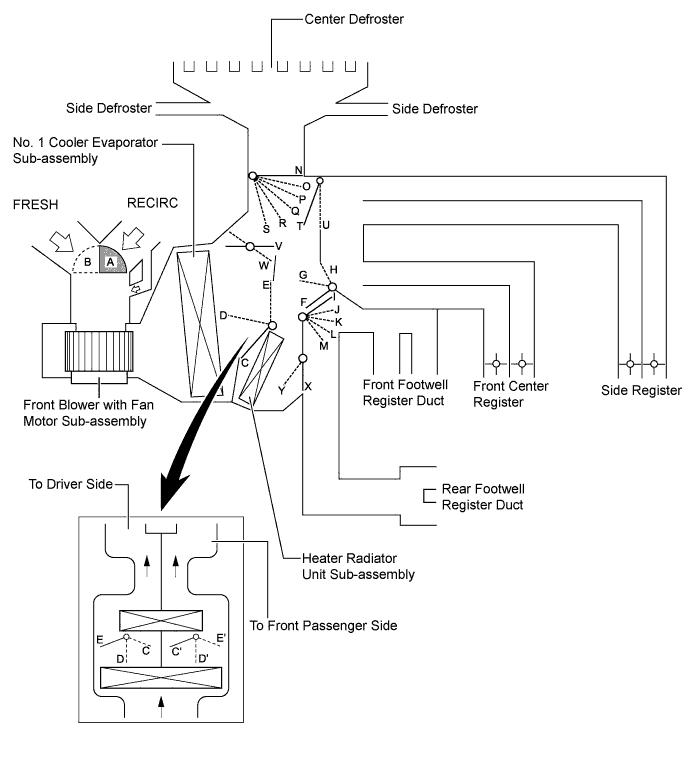 Center Defroster
Side Defroster
Side Defroster
No. 1 Cooler Evaporator
Sub-assembly
FRESH
RECIRC
B
A
N
O
P
Q
R
S
T
U
V
W
E
D
C
G
H
F
I
J
K
L
M
Y
X
Front Blower with Fan
Motor Sub-assembly
Front Footwell
Register Duct
Front Center
Register
Side Register
To Driver Side
Rear Footwell
Register Duct
Heater Radiator
Unit Sub-assembly
To Front Passenger Side
E
D
C
C'
D'
E'